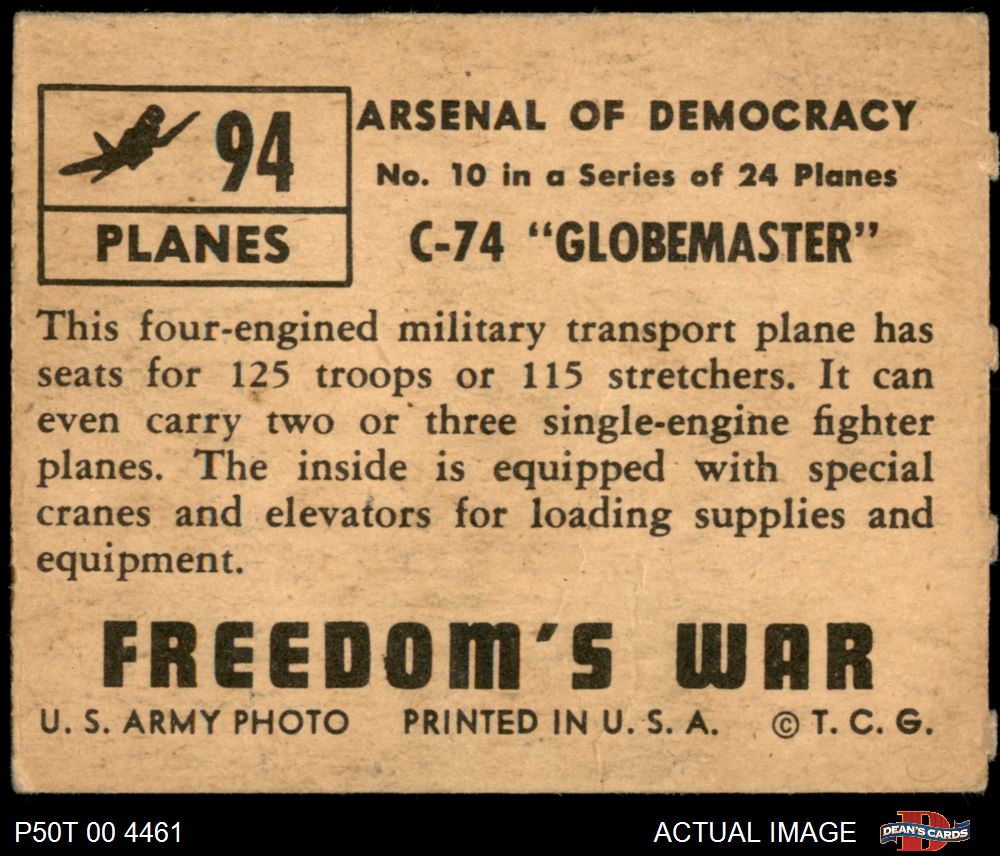 94
PLANES
ARSENAL OF DEMOCRACY
No. 10 in a Series of 24 Planes
C-74 “GLOBEMASTER”
This four-engined military transport plane has
seats for 125 troops or 115 stretchers. It can
even carry two or three single-engine fighter
planes. The inside is equipped with special
cranes and elevators for loading supplies and
equipment.
FREEDOM'S WAR
U. S. ARMY PHOTO PRINTED IN U. S. A. © T. C. G.
P50T 00 4461 ACTUAL IMAGE D DEAN'S CARDS